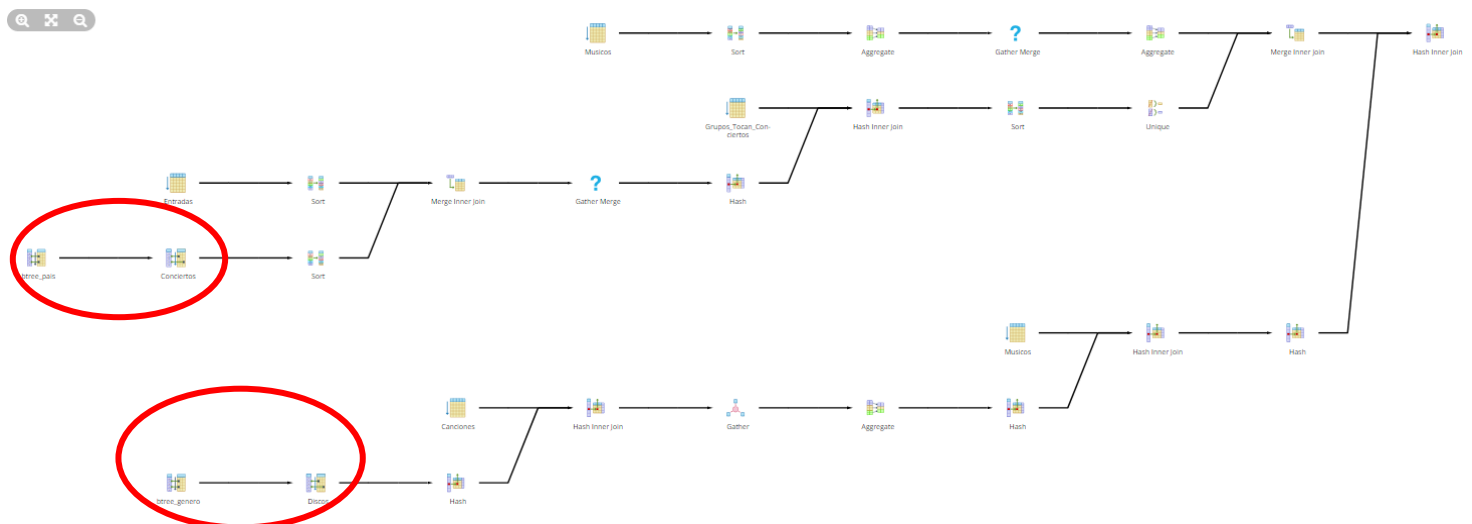 Musicos
Sort
Aggregate
Gather Merge
Aggregate
Merge Inner Join
Hash Inner Join
Grupos_Tocan_Con-
ciertos
Hash Inner Join
Sort
Unique
Entradas
Sort
Merge Inner Join
Gather Merge
Hash
btree_pais
Conciertos
Sort
Musicos
Hash Inner Join
Hash
Canciones
Hash Inner Join
Gather
Aggregate
Hash
btree_genero
Discos
Hash